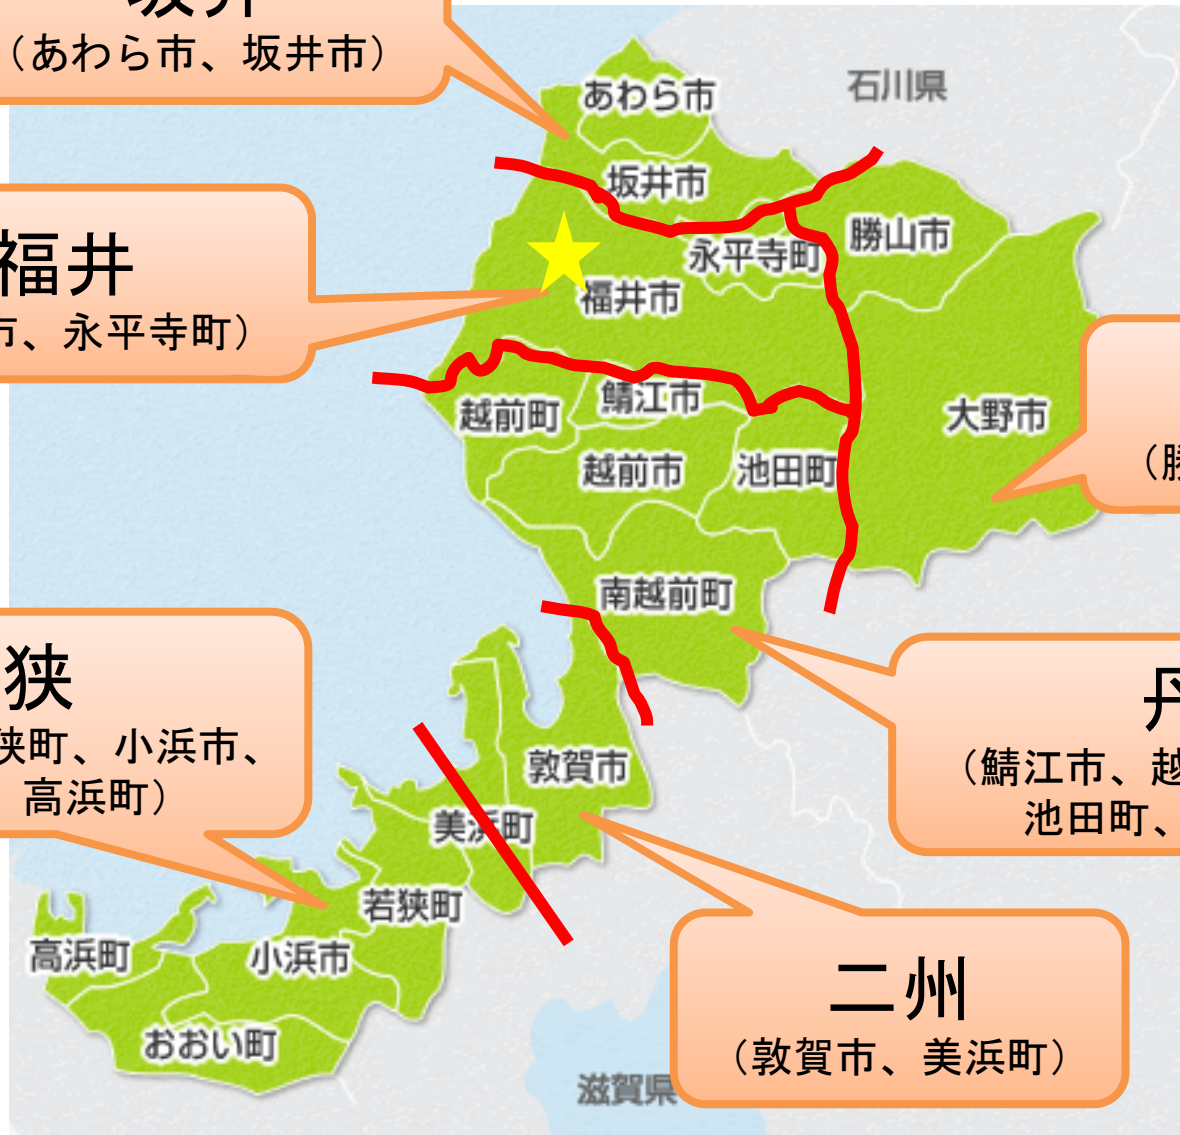 坂井
（あわら市、坂井市）
あわら市
石川県
坂井市
勝山市
永平寺町
福井
市、永平寺町）
福井市
越前町
鯖江市
大野市
越前市
池田町
（勝
南越前町
狭
狭町、小浜市、
高浜町）
丹
（鯖江市、越
池田町、
敦賀市
美浜町
若狭町
高浜町
小浜市
おおい町
二州
（敦賀市、美浜町）
滋賀県